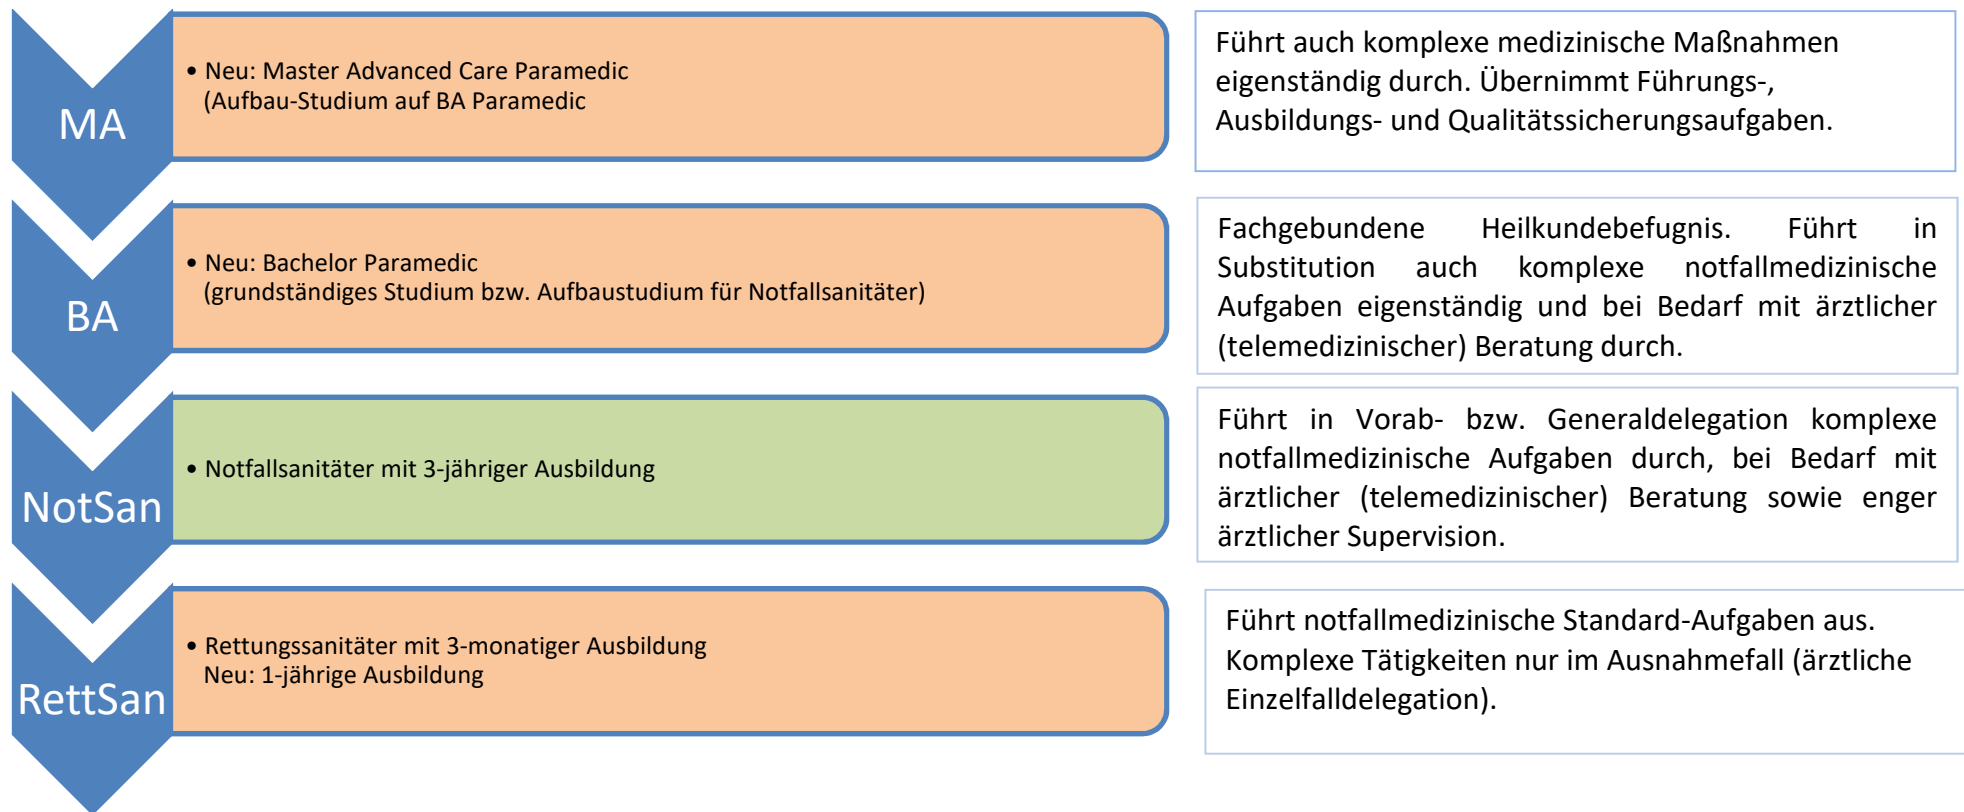 MA
• Neu: Master Advanced Care Paramedic
(Aufbau-Studium auf BA Paramedic
Führt auch komplexe medizinische Maßnahmen
eigenständig durch. Übernimmt Führungs-,
Ausbildungs- und Qualitätssicherungsaufgaben.
BA
• Neu: Bachelor Paramedic
(grundständiges Studium bzw. Aufbaustudium für Notfallsanitäter)
Fachgebundene Heilkundebefugnis. Führt in
Substitution auch komplexe notfallmedizinische
Aufgaben eigenständig und bei Bedarf mit ärztlicher
(telemedizinischer) Beratung durch.
NotSan
• Notfallsanitäter mit 3-jähriger Ausbildung
Führt in Vorab- bzw. Generaldelegation komplexe
notfallmedizinische Aufgaben durch, bei Bedarf mit
ärztlicher (telemedizinischer) Beratung sowie enger
ärztlicher Supervision.
RettSan
• Rettungssanitäter mit 3-monatiger Ausbildung
Neu: 1-jährige Ausbildung
Führt notfallmedizinische Standard-Aufgaben aus.
Komplexe Tätigkeiten nur im Ausnahmefall (ärztliche
Einzelfalldelegation).